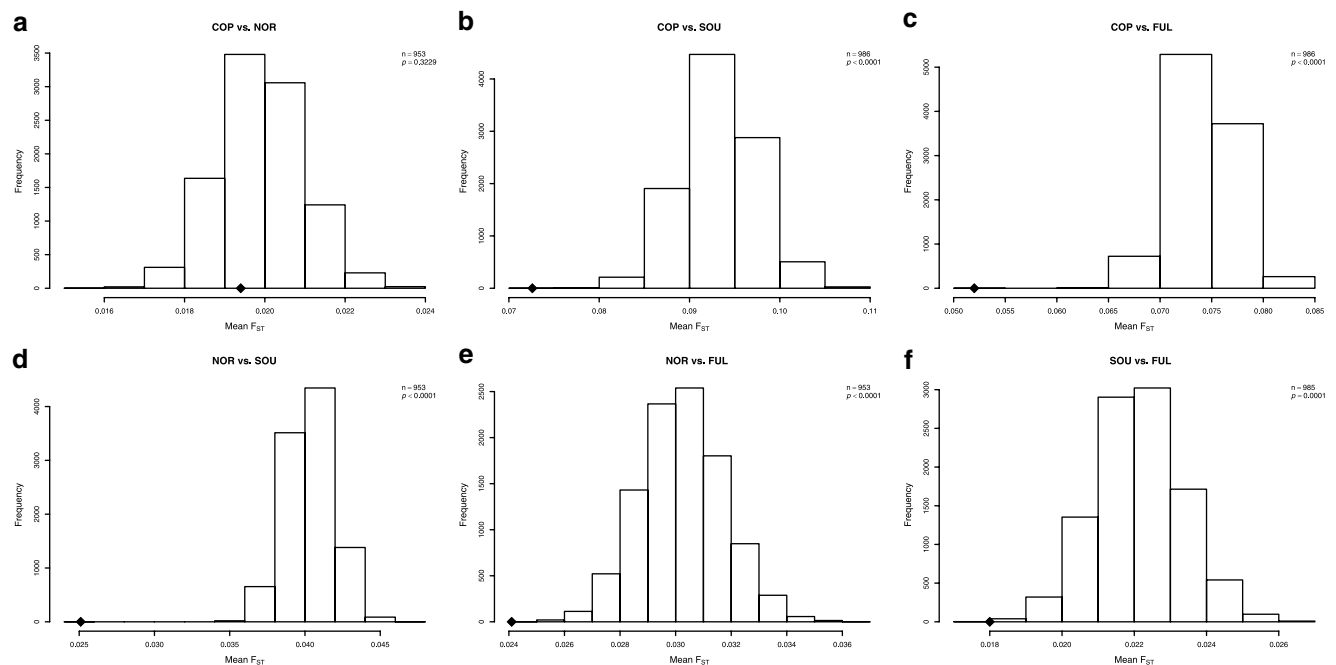 a
COP vs. NOR
n = 953
p = 0.3229
Frequency
0
500
1000
1500
2000
2500
3000
3500
0.016
0.018
0.020
0.022
0.024
Mean FST
b
COP vs. SOU
n = 986
p < 0.0001
Frequency
0
1000
2000
3000
4000
0.07
0.08
0.09
0.10
0.11
Mean FST
c
COP vs. FUL
n = 986
p < 0.0001
Frequency
0
1000
2000
3000
4000
5000
0.050
0.055
0.060
0.065
0.070
0.075
0.080
0.085
Mean FST
d
NOR vs. SOU
n = 953
p < 0.0001
Frequency
0
1000
2000
3000
4000
0.025
0.030
0.035
0.040
0.045
Mean FST
e
NOR vs. FUL
n = 953
p < 0.0001
Frequency
0
500
1000
1500
2000
2500
0.024
0.026
0.028
0.030
0.032
0.034
0.036
Mean FST
f
SOU vs. FUL
n = 985
p = 0.0001
Frequency
0
500
1000
1500
2000
2500
3000
0.018
0.020
0.022
0.024
0.026
Mean FST